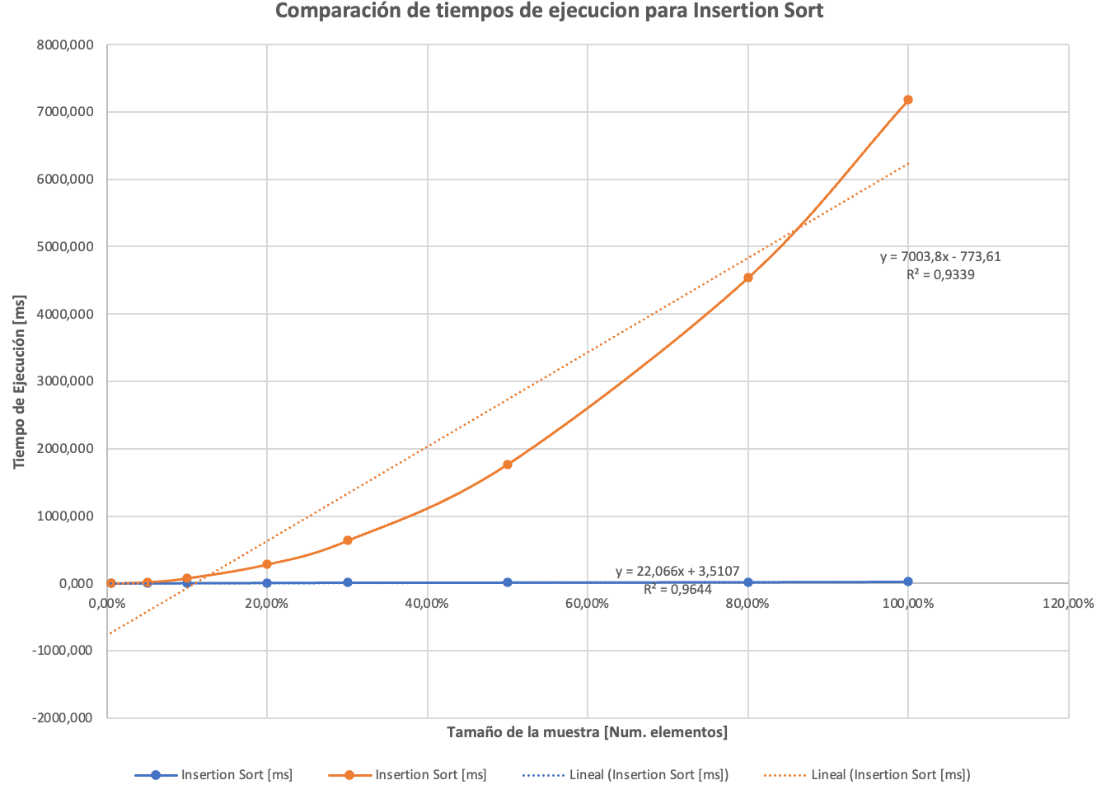 Comparación de tiempos de ejecucion para Insertion Sort
8000,000
7000,000
6000,000
5000,000
4000,000
3000,000
2000,000
1000,000
0,000
-1000,000
-2000,000
Tiempo de Ejecución [ms]
y = 7003,8x - 773,61
R² = 0,9339
y = 22,066x + 3,5107
R² = 0,9644
0,00% 20,00% 40,00% 60,00% 80,00% 100,00% 120,00%
Tamaño de la muestra [Num. elementos]
Insertion Sort [ms] Insertion Sort [ms] Lineal (Insertion Sort [ms]) Lineal (Insertion Sort [ms])